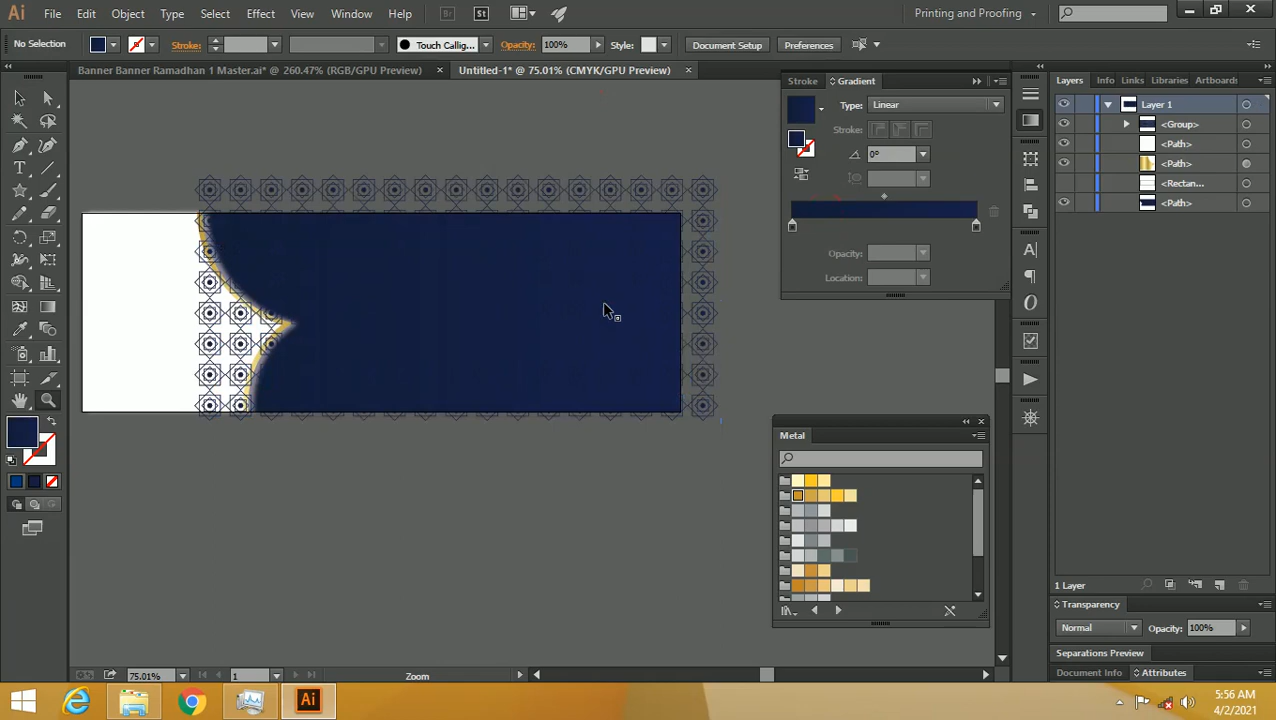 Ai File Edit Object Type Select Effect View Window Help Br St Printing and Proofing
No Selection Stroke: Touch Callig... Opacity: 100% Style: Document Setup Preferences
Banner Banner Ramadhan 1 Master.ai* @ 260.47% (RGB/GPU Preview) × Untitled-1* @ 75.01% (CMYK/GPU Preview) ×
Stroke Gradient
Type: Linear
Stroke:
0°
Opacity:
Location:
Layers Info Links Libraries Artboards
Layer 1
<Group>
<Path>
<Path>
<Rectan...
<Path>
Metal
1 Layer
Transparency
Normal Opacity: 100%
Separations Preview
Document Info Attributes
75.01% 1 Zoom
Ai
5:56 AM
4/2/2021